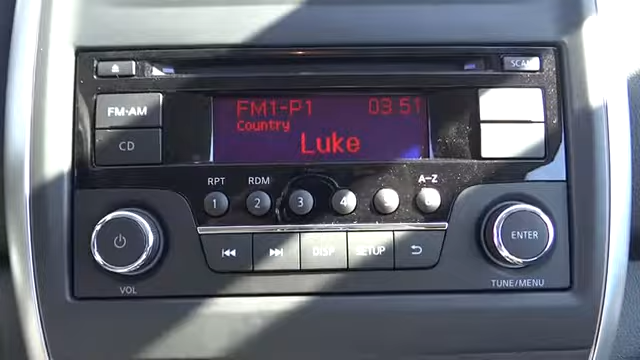 SCAN
FM1-P1 03 51
Country
Luke
FM·AM
CD
RPT RDM A-Z
1 2 3 4 5 6
DISP SETUP
ENTER
VOL
TUNE/MENU